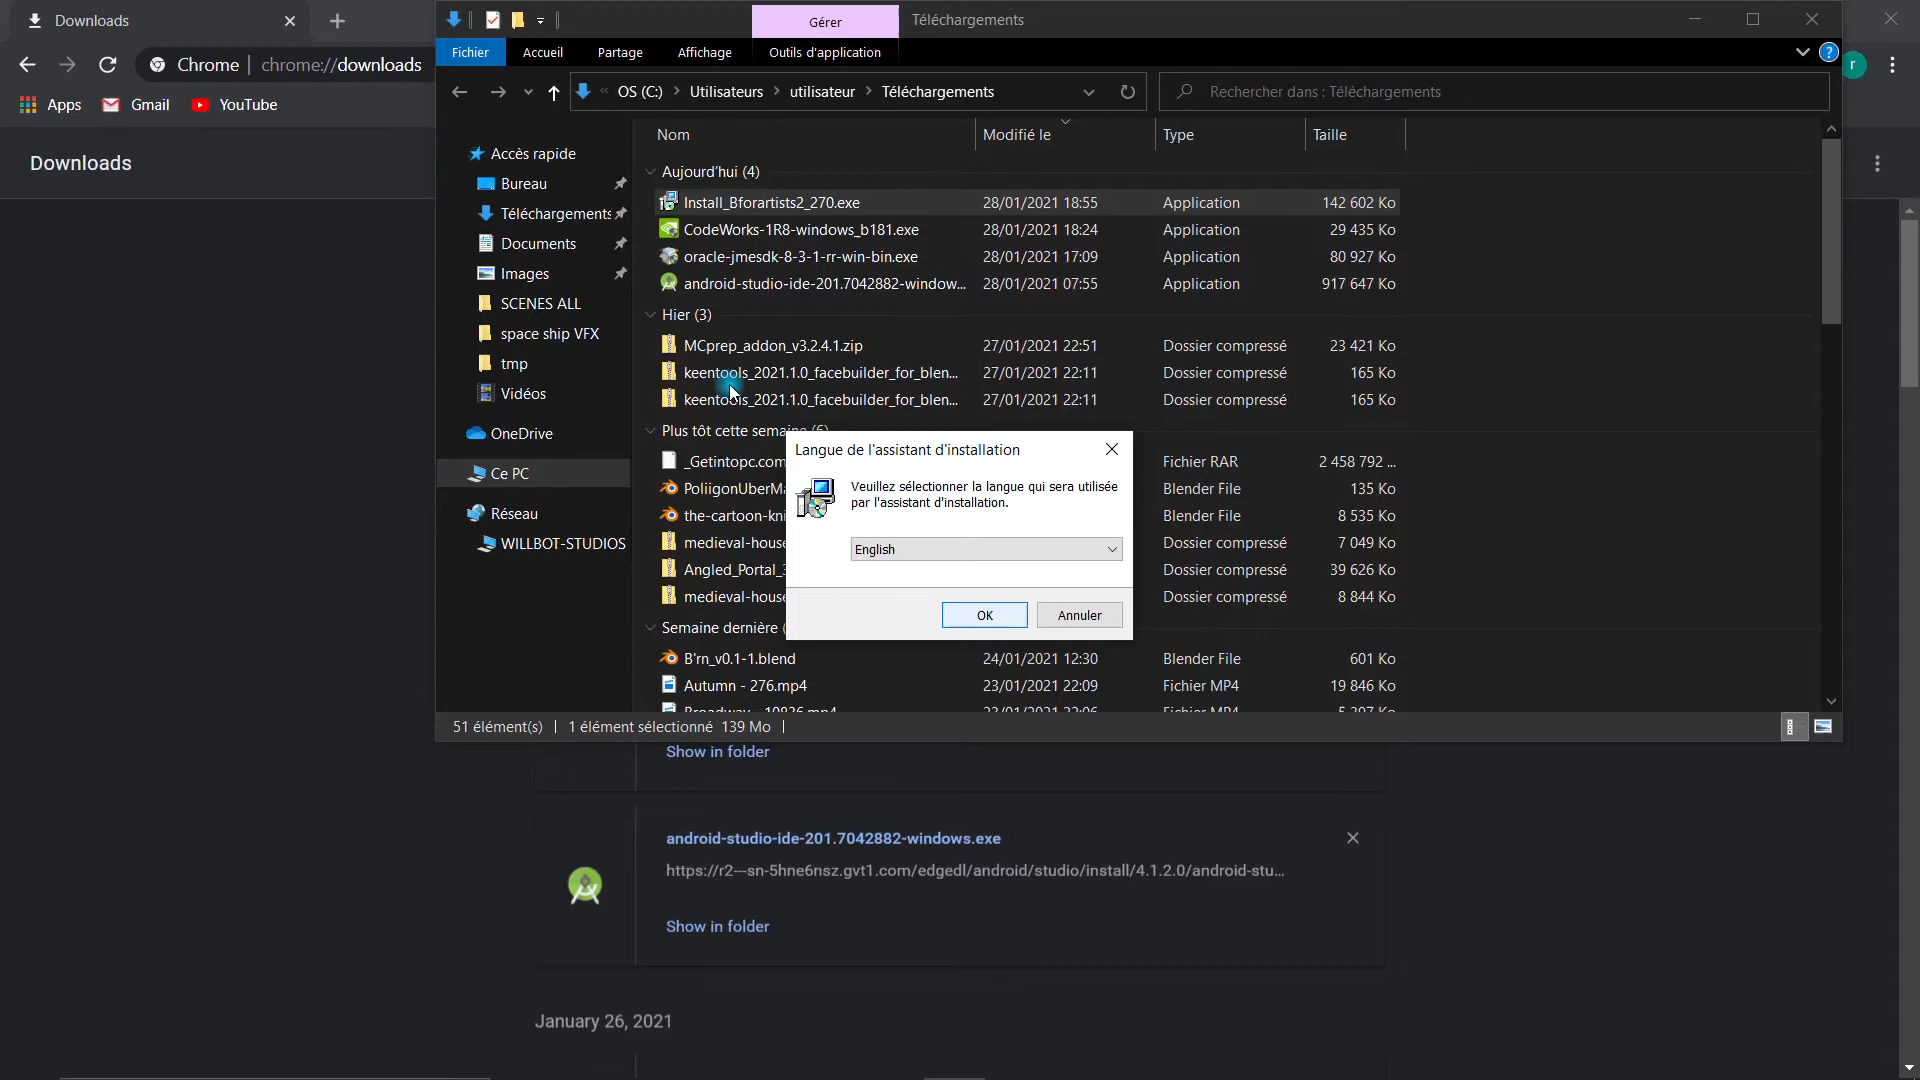 Downloads
Chrome | chrome://downloads
Apps Gmail YouTube
Downloads
Gérer Téléchargements
Fichier Accueil Partage Affichage Outils d'application
OS (C:) Utilisateurs utilisateur Téléchargements
Rechercher dans : Téléchargements
r
Accès rapide
Bureau
Téléchargements
Documents
Images
SCENES ALL
space ship VFX
tmp
Vidéos
OneDrive
Ce PC
Réseau
WILLBOT-STUDIOS
Nom Modifié le Type Taille
Aujourd'hui (4)
Install_Bforartists2_270.exe 28/01/2021 18:55 Application 142 602 Ko
CodeWorks-1R8-windows_b181.exe 28/01/2021 18:24 Application 29 435 Ko
oracle-jmesdk-8-3-1-rr-win-bin.exe 28/01/2021 17:09 Application 80 927 Ko
android-studio-ide-201.7042882-window... 28/01/2021 07:55 Application 917 647 Ko
Hier (3)
MCprep_addon_v3.2.4.1.zip 27/01/2021 22:51 Dossier compressé 23 421 Ko
keentools_2021.1.0_facebuilder_for_blen... 27/01/2021 22:11 Dossier compressé 165 Ko
keentools_2021.1.0_facebuilder_for_blen... 27/01/2021 22:11 Dossier compressé 165 Ko
Plus tôt cette semaine (6)
_Getintopc.com Fichier RAR 2 458 792 ...
PoliigonUberMa Blender File 135 Ko
the-cartoon-kni Blender File 8 535 Ko
medieval-house Dossier compressé 7 049 Ko
Angled_Portal_3 Dossier compressé 39 626 Ko
medieval-house Dossier compressé 8 844 Ko
Semaine dernière (
B'rn_v0.1-1.blend 24/01/2021 12:30 Blender File 601 Ko
Autumn - 276.mp4 23/01/2021 22:09 Fichier MP4 19 846 Ko
Langue de l'assistant d'installation
Veuillez sélectionner la langue qui sera utilisée
par l'assistant d'installation.
English
OK Annuler
51 élément(s) 1 élément sélectionné 139 Mo
Show in folder
android-studio-ide-201.7042882-windows.exe
https://r2---sn-5hne6nsz.gvt1.com/edgedl/android/studio/install/4.1.2.0/android-stu...
Show in folder
January 26, 2021